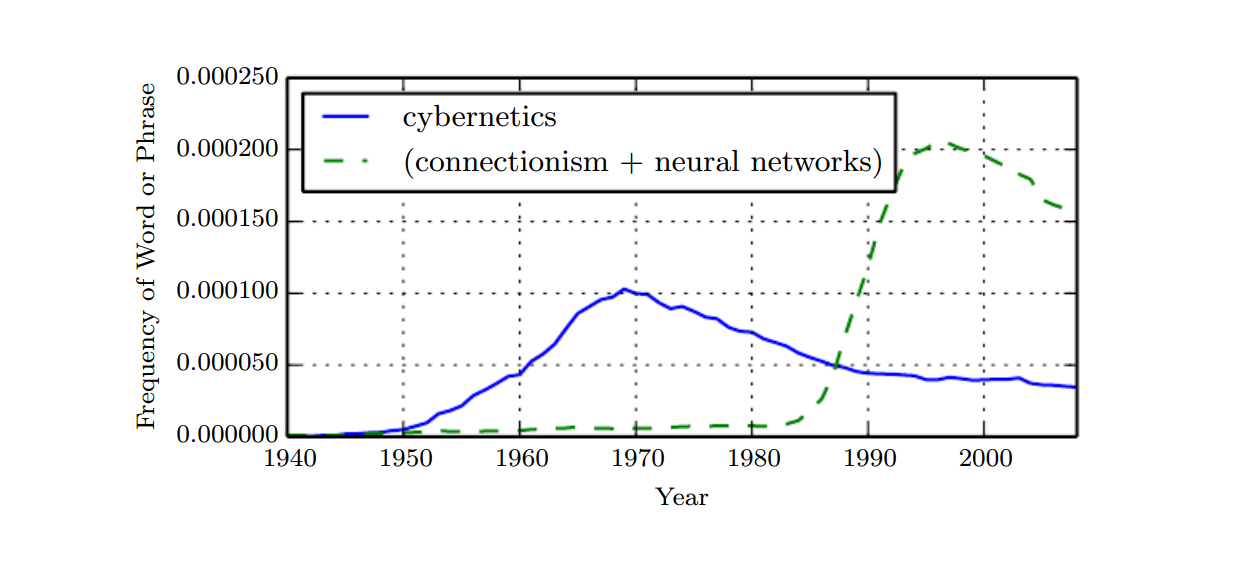 0.000250
cybernetics
0.000200
(connectionism + neural networks)
0.000150
0.000100
0.000050
0.000000
Frequency of Word or Phrase
1940 1950 1960 1970 1980 1990 2000
Year